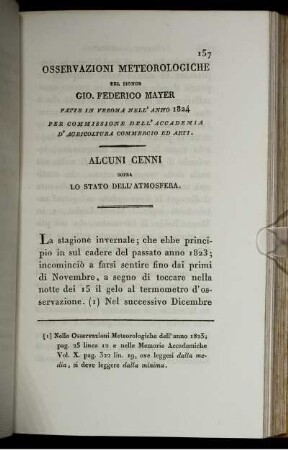 157
OSSERVAZIONI METEOROLOGICHE
DEL SIGNOR
GIO. FEDERICO MAYER
FATTE IN VERONA NELL'ANNO 1824
PER COMMISSIONE DELL'ACCADEMIA
D'AGRICOLTURA COMMERCIO ED ARTI.
ALCUNI CENNI
SOPRA
LO STATO DELL'ATMOSFERA.
La stagione invernale; che ebbe princi-
pio in sul cadere del passato anno 1823;
incominciò a farsi sentire fino dai primi
di Novembre, a segno di toccare nella
notte dei 15 il gelo al termometro d'os-
servazione. (1) Nel successivo Dicembre
(1) Nelle Osservazioni Meteorologiche dell'anno 1823;
pag. 25 linea 12 e nelle Memorie Accademiche
Vol. X. pag. 322 lin. 29, ove leggesi dalla me-
dia, si deve leggere dalla minima.